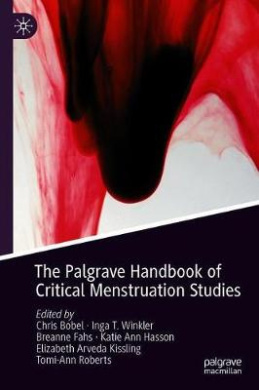 The Palgrave Handbook of
Critical Menstruation Studies
Edited by
Chris Bobel · Inga T. Winkler
Breanne Fahs · Katie Ann Hasson
Elizabeth Arveda Kissling
Tomi-Ann Roberts
palgrave
macmillan